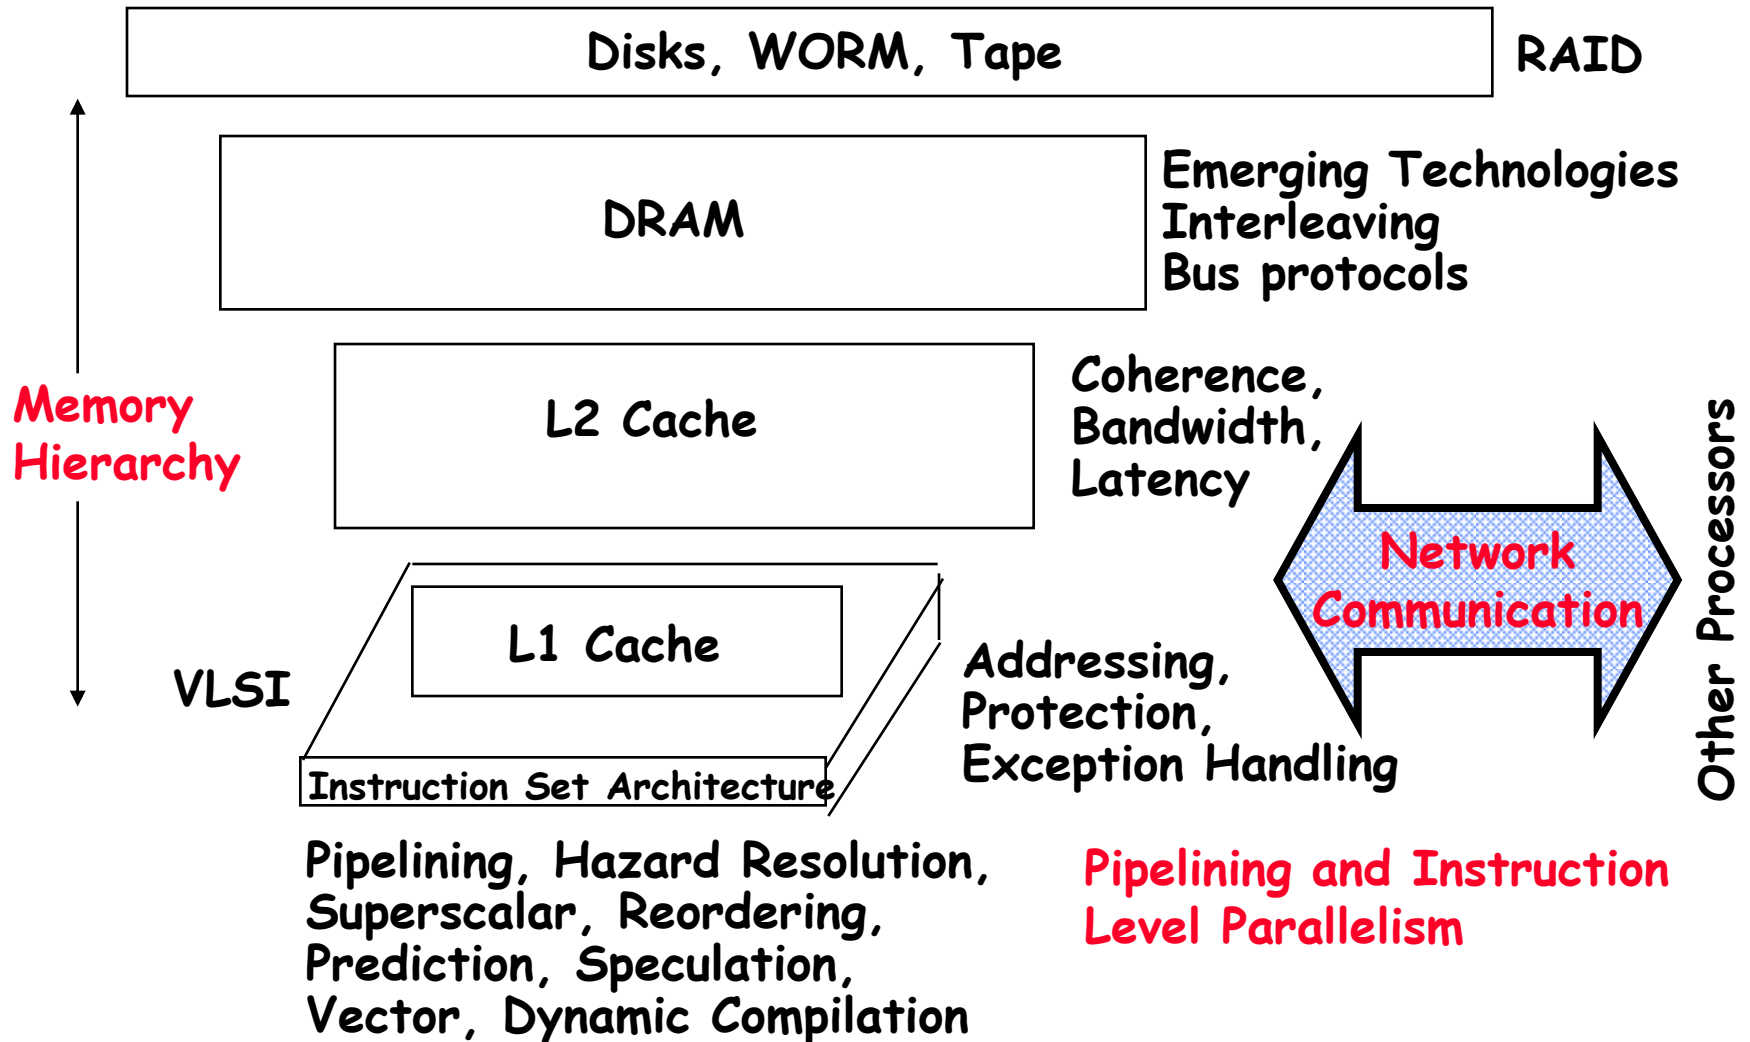 Disks, WORM, Tape
RAID
DRAM
Emerging Technologies
Interleaving
Bus protocols
Memory
Hierarchy
L2 Cache
Coherence,
Bandwidth,
Latency
Network
Communication
Other Processors
L1 Cache
VLSI
Addressing,
Protection,
Exception Handling
Instruction Set Architecture
Pipelining, Hazard Resolution,
Superscalar, Reordering,
Prediction, Speculation,
Vector, Dynamic Compilation
Pipelining and Instruction
Level Parallelism